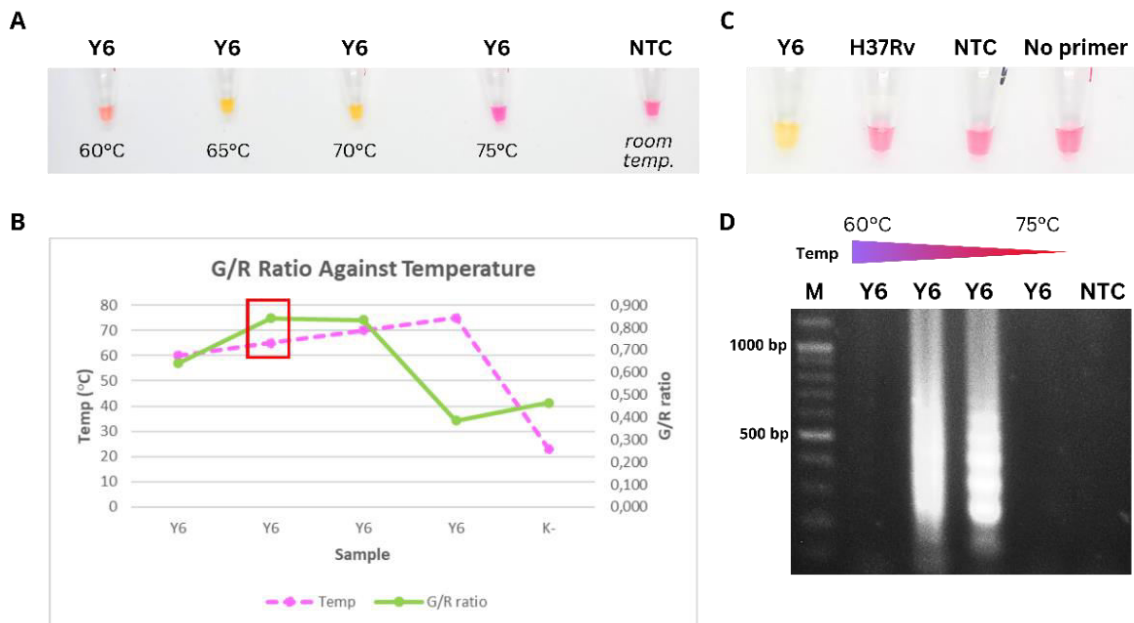 A
Y6 Y6 Y6 Y6 NTC
60°C 65°C 70°C 75°C room temp.
B
G/R Ratio Against Temperature
80 0,900
70 0,800
60 0,700
50 0,600
40 0,500
30 0,400
20 0,300
10 0,200
0 0,100
0,000
Temp (°C)
G/R ratio
Y6 Y6 Y6 Y6 K-
Sample
Temp G/R ratio
C
Y6 H37Rv NTC No primer
D
60°C 75°C
Temp
M Y6 Y6 Y6 Y6 NTC
1000 bp
500 bp